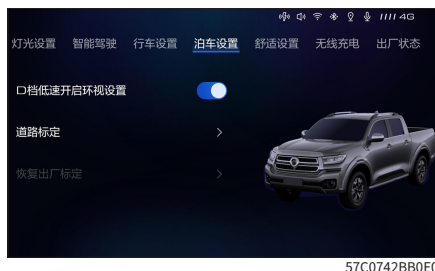 4G
灯光设置 智能驾驶 行车设置 泊车设置 舒适设置 无线充电 出厂状态
D档低速开启环视设置
道路标定
恢复出厂标定
57C0742BB0E0